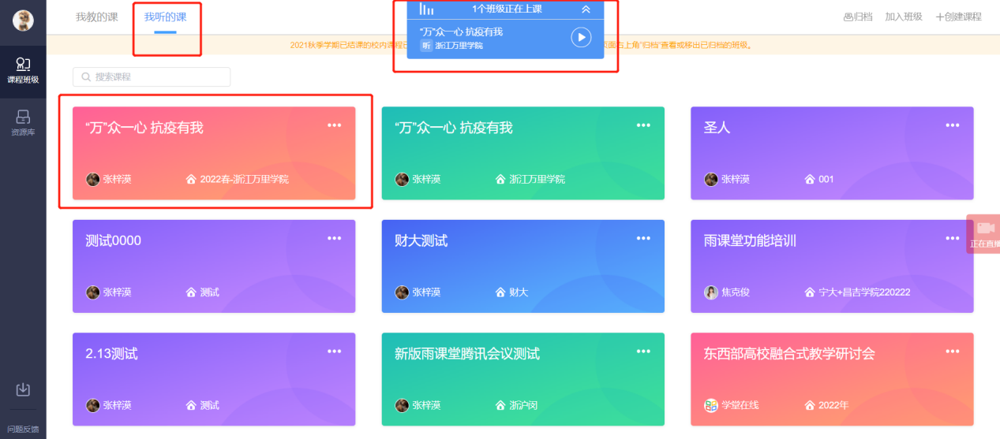 我教的课
我听的课
1个班级正在上课
“万”众一心 抗疫有我
听 浙江万里学院
归档
加入班级
创建课程
2021秋季学期已结课的校内课程已
页面右上角“归档”查看或移出已归档的班级。
课程班级
资源库
搜索课程
“万”众一心 抗疫有我
张梓漠
2022春-浙江万里学院
“万”众一心 抗疫有我
张梓漠
浙江万里学院
圣人
张梓漠
001
测试0000
张梓漠
测试
财大测试
张梓漠
财大
雨课堂功能培训
焦克俊
宁大+昌吉学院220222
正在直播
2.13测试
张梓漠
测试
新版雨课堂腾讯会议测试
张梓漠
浙沪闵
东西部高校融合式教学研讨会
学堂在线
2022年
问题反馈